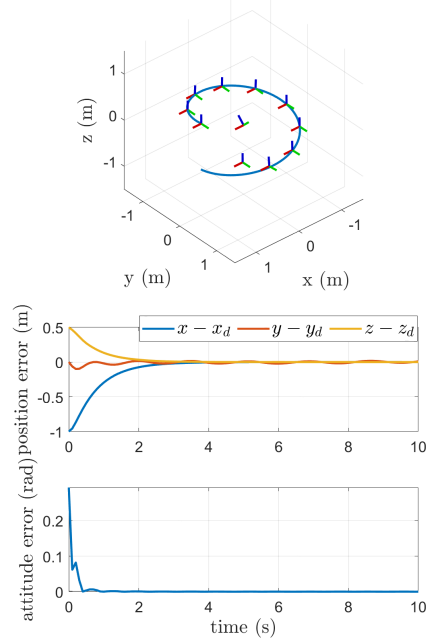 1
0
-1
z (m)
-1
0
1
y (m)
1
0
-1
x (m)
x − x_d y − y_d z − z_d
0.5
0
-0.5
-1
position error (m)
0 2 4 6 8 10
0.2
0.1
0
attitude error (rad)
0 2 4 6 8 10
time (s)